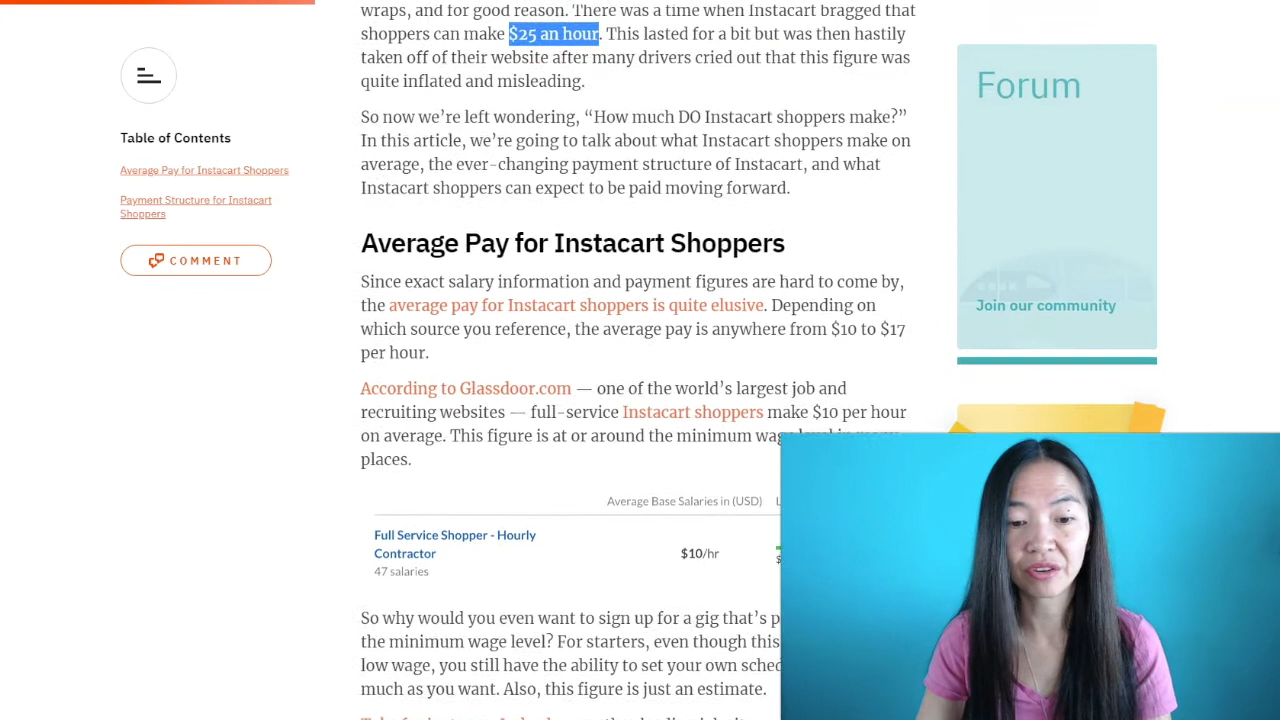 wraps, and for good reason. There was a time when Instacart bragged that
shoppers can make $25 an hour. This lasted for a bit but was then hastily
taken off of their website after many drivers cried out that this figure was
quite inflated and misleading.
So now we’re left wondering, “How much DO Instacart shoppers make?”
In this article, we’re going to talk about what Instacart shoppers make on
average, the ever-changing payment structure of Instacart, and what
Instacart shoppers can expect to be paid moving forward.
Table of Contents
Average Pay for Instacart Shoppers
Payment Structure for Instacart
Shoppers
COMMENT
Average Pay for Instacart Shoppers
Since exact salary information and payment figures are hard to come by,
the average pay for Instacart shoppers is quite elusive. Depending on
which source you reference, the average pay is anywhere from $10 to $17
per hour.
According to Glassdoor.com — one of the world’s largest job and
recruiting websites — full-service Instacart shoppers make $10 per hour
on average. This figure is at or around the minimum wage level in many
places.
Average Base Salaries in (USD)
Full Service Shopper - Hourly
Contractor
$10/hr
47 salaries
So why would you even want to sign up for a gig that’s
the minimum wage level? For starters, even though this
low wage, you still have the ability to set your own
much as you want. Also, this figure is just an estimate.
Forum
Join our community